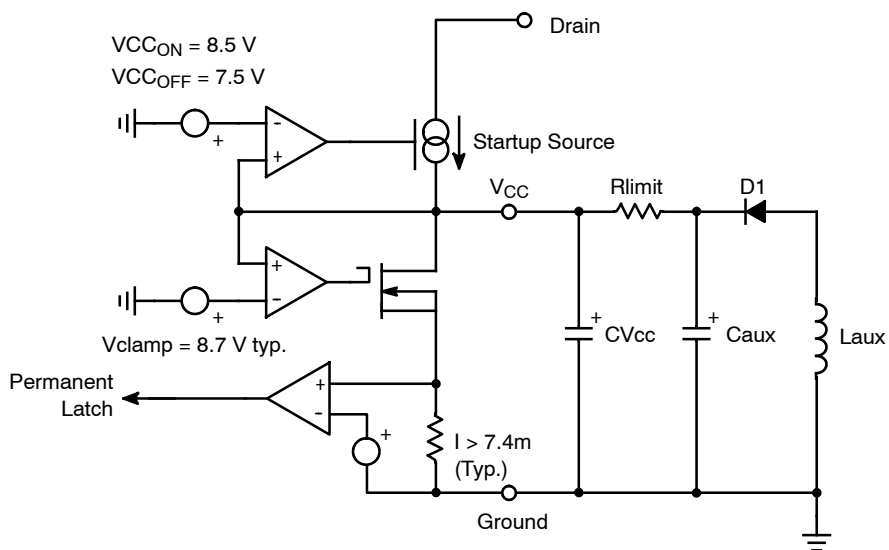 Drain
VCC_ON = 8.5 V
VCC_OFF = 7.5 V
-
+
+
Startup Source
V_CC
Rlimit
D1
+
-
+
Vclamp = 8.7 V typ.
+
CVcc
+
Caux
Laux
Permanent
Latch
+
-
+
I > 7.4m
(Typ.)
Ground